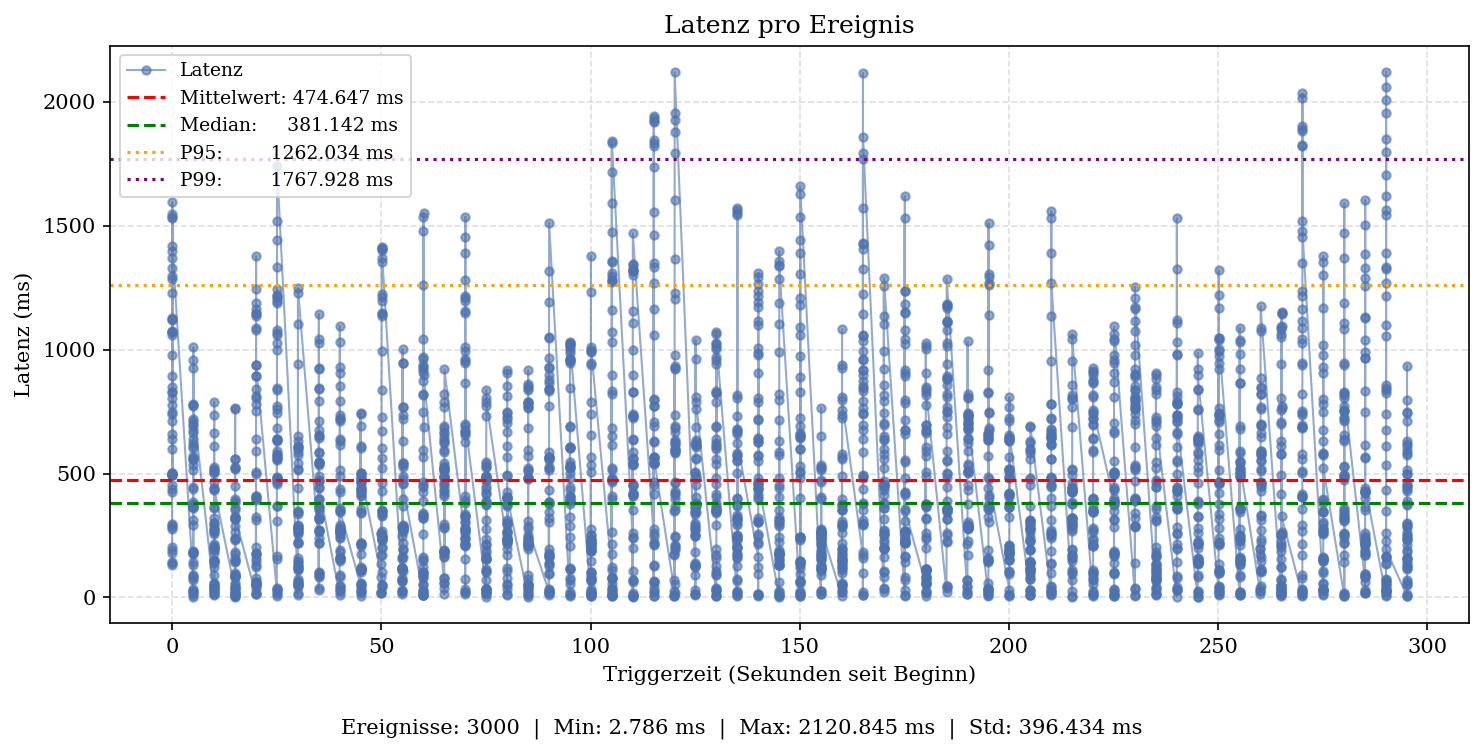 Latenz pro Ereignis
Latenz
Mittelwert: 474.647 ms
Median: 381.142 ms
P95: 1262.034 ms
P99: 1767.928 ms
Latenz (ms)
2000
1500
1000
500
0
0 50 100 150 200 250 300
Triggerzeit (Sekunden seit Beginn)
Ereignisse: 3000 | Min: 2.786 ms | Max: 2120.845 ms | Std: 396.434 ms